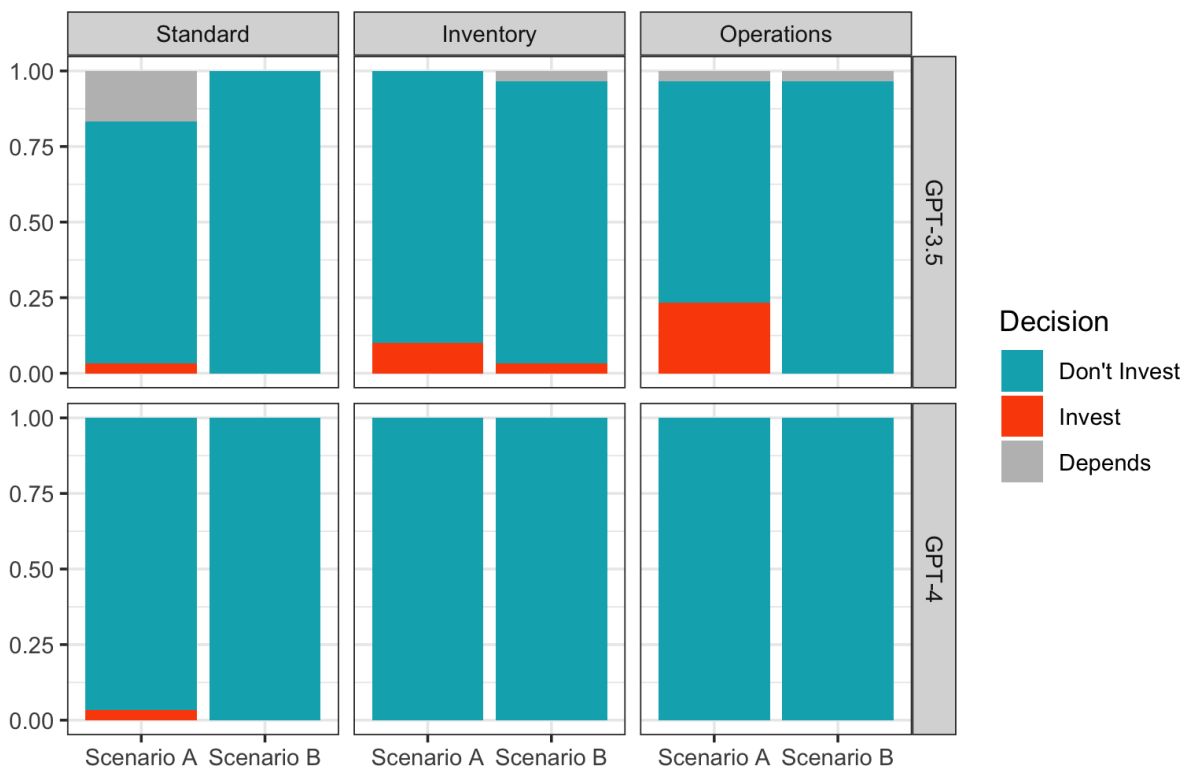 Standard
Inventory
Operations
1.00
0.75
0.50
0.25
0.00
GPT-3.5
1.00
0.75
0.50
0.25
0.00
GPT-4
Scenario A Scenario B
Scenario A Scenario B
Scenario A Scenario B
Decision
Don't Invest
Invest
Depends